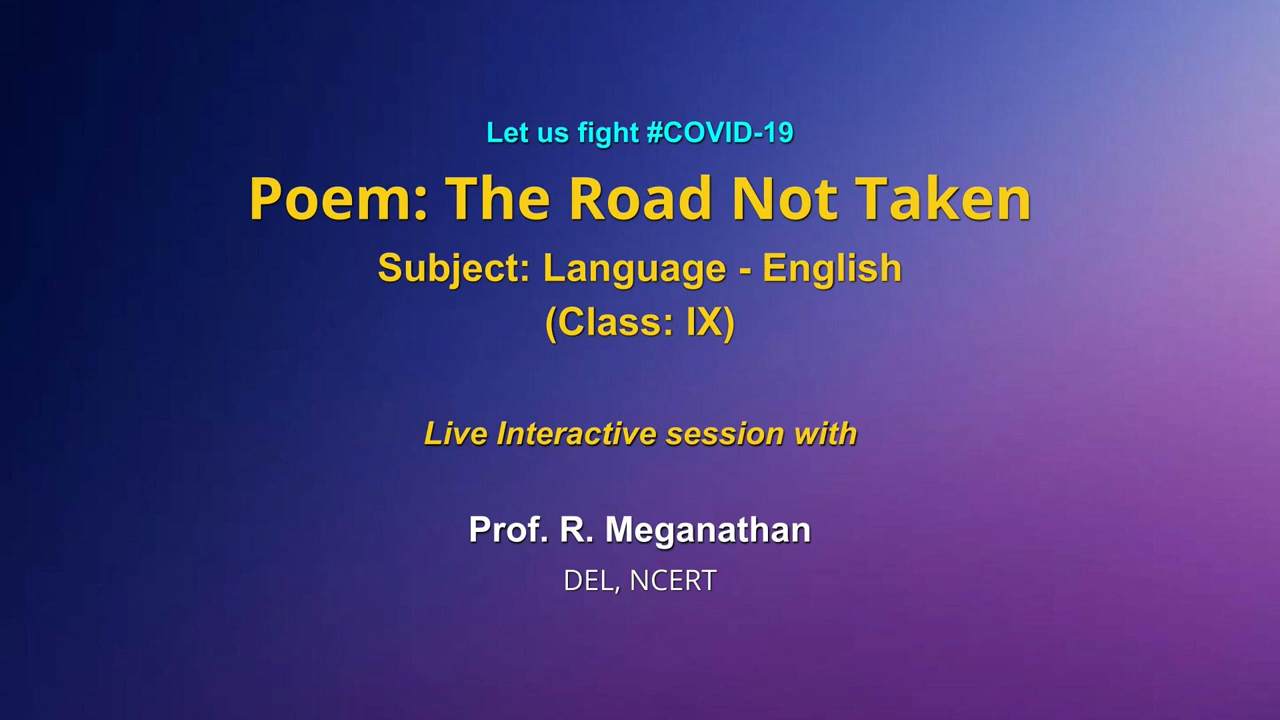 Let us fight #COVID-19
Poem: The Road Not Taken
Subject: Language - English
(Class: IX)
Live Interactive session with
Prof. R. Meganathan
DEL, NCERT